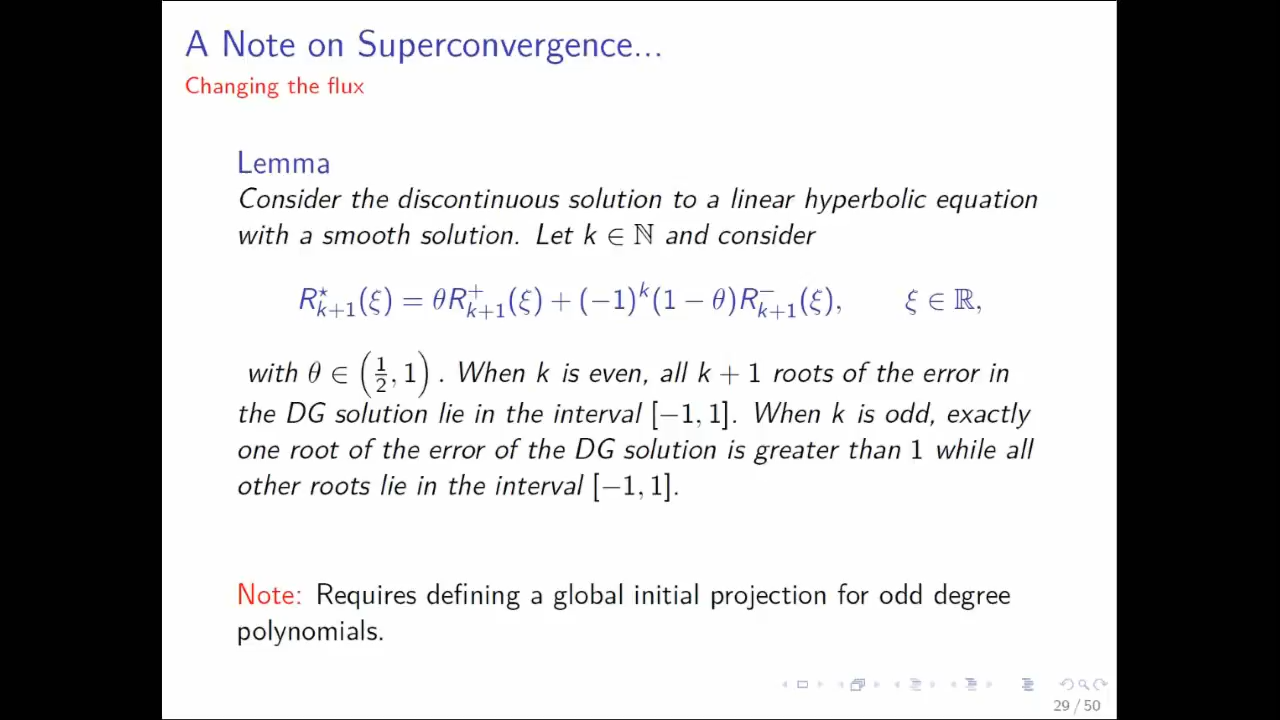 A Note on Superconvergence...
Changing the flux
Lemma
Consider the discontinuous solution to a linear hyperbolic equation
with a smooth solution. Let k ∈ ℕ and consider
R⋆ₖ₊₁(ξ) = θR⁺ₖ₊₁(ξ) + (−1)ᵏ(1 − θ)R⁻ₖ₊₁(ξ), ξ ∈ ℝ,
with θ ∈ (½, 1). When k is even, all k + 1 roots of the error in
the DG solution lie in the interval [−1, 1]. When k is odd, exactly
one root of the error of the DG solution is greater than 1 while all
other roots lie in the interval [−1, 1].
Note: Requires defining a global initial projection for odd degree
polynomials.
29 / 50